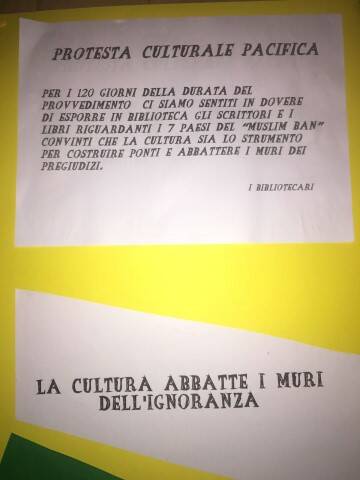 PROTESTA CULTURALE PACIFICA
PER I 120 GIORNI DELLA DURATA DEL
PROVVEDIMENTO CI SIAMO SENTITI IN DOVERE
DI ESPORRE IN BIBLIOTECA GLI SCRITTORI E I
LIBRI RIGUARDANTI I 7 PAESI DEL "MUSLIM BAN"
CONVINTI CHE LA CULTURA SIA LO STRUMENTO
PER COSTRUIRE PONTI E ABBATTERE I MURI DEI
PREGIUDIZI.
I BIBLIOTECARI
LA CULTURA ABBATTE I MURI
DELL'IGNORANZA